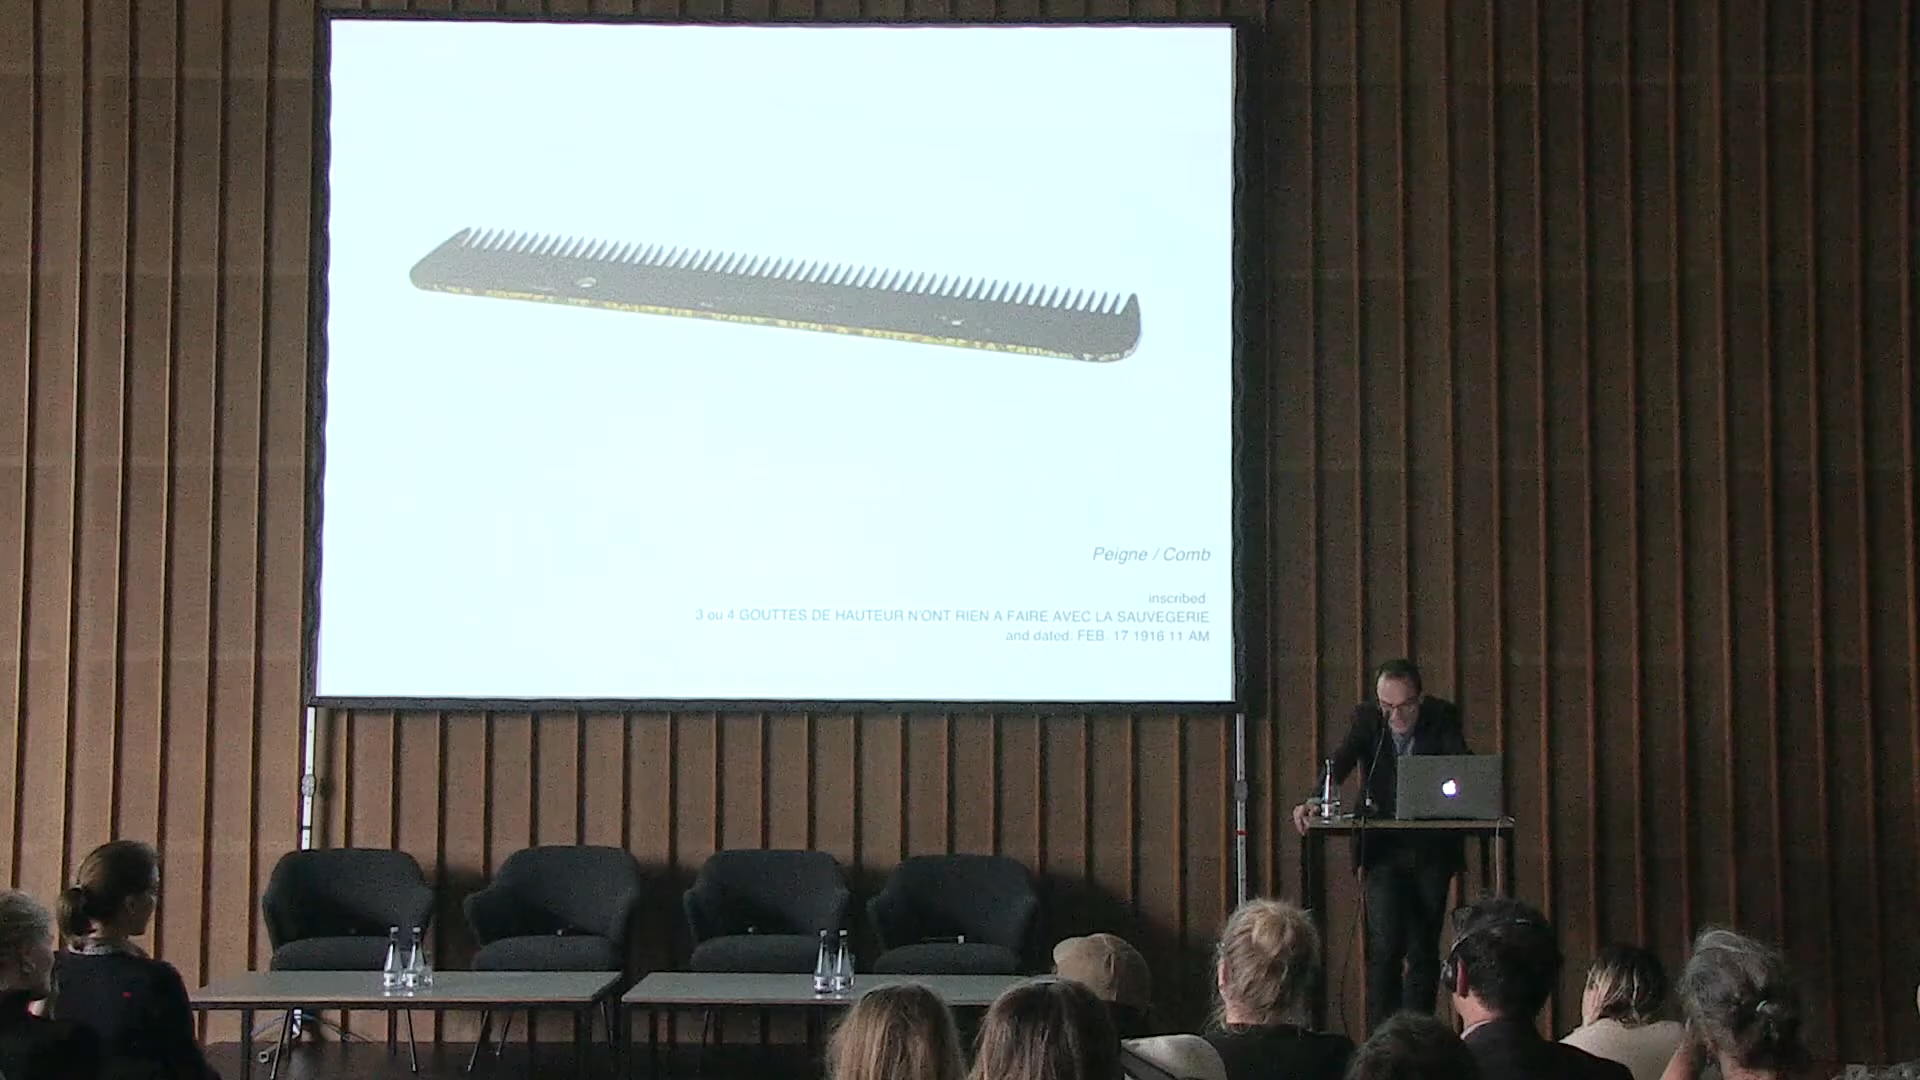 Peigne / Comb
inscribed
3 ou 4 GOUTTES DE HAUTEUR N'ONT RIEN A FAIRE AVEC LA SAUVEGERIE
and dated: FEB. 17 1916 11 AM